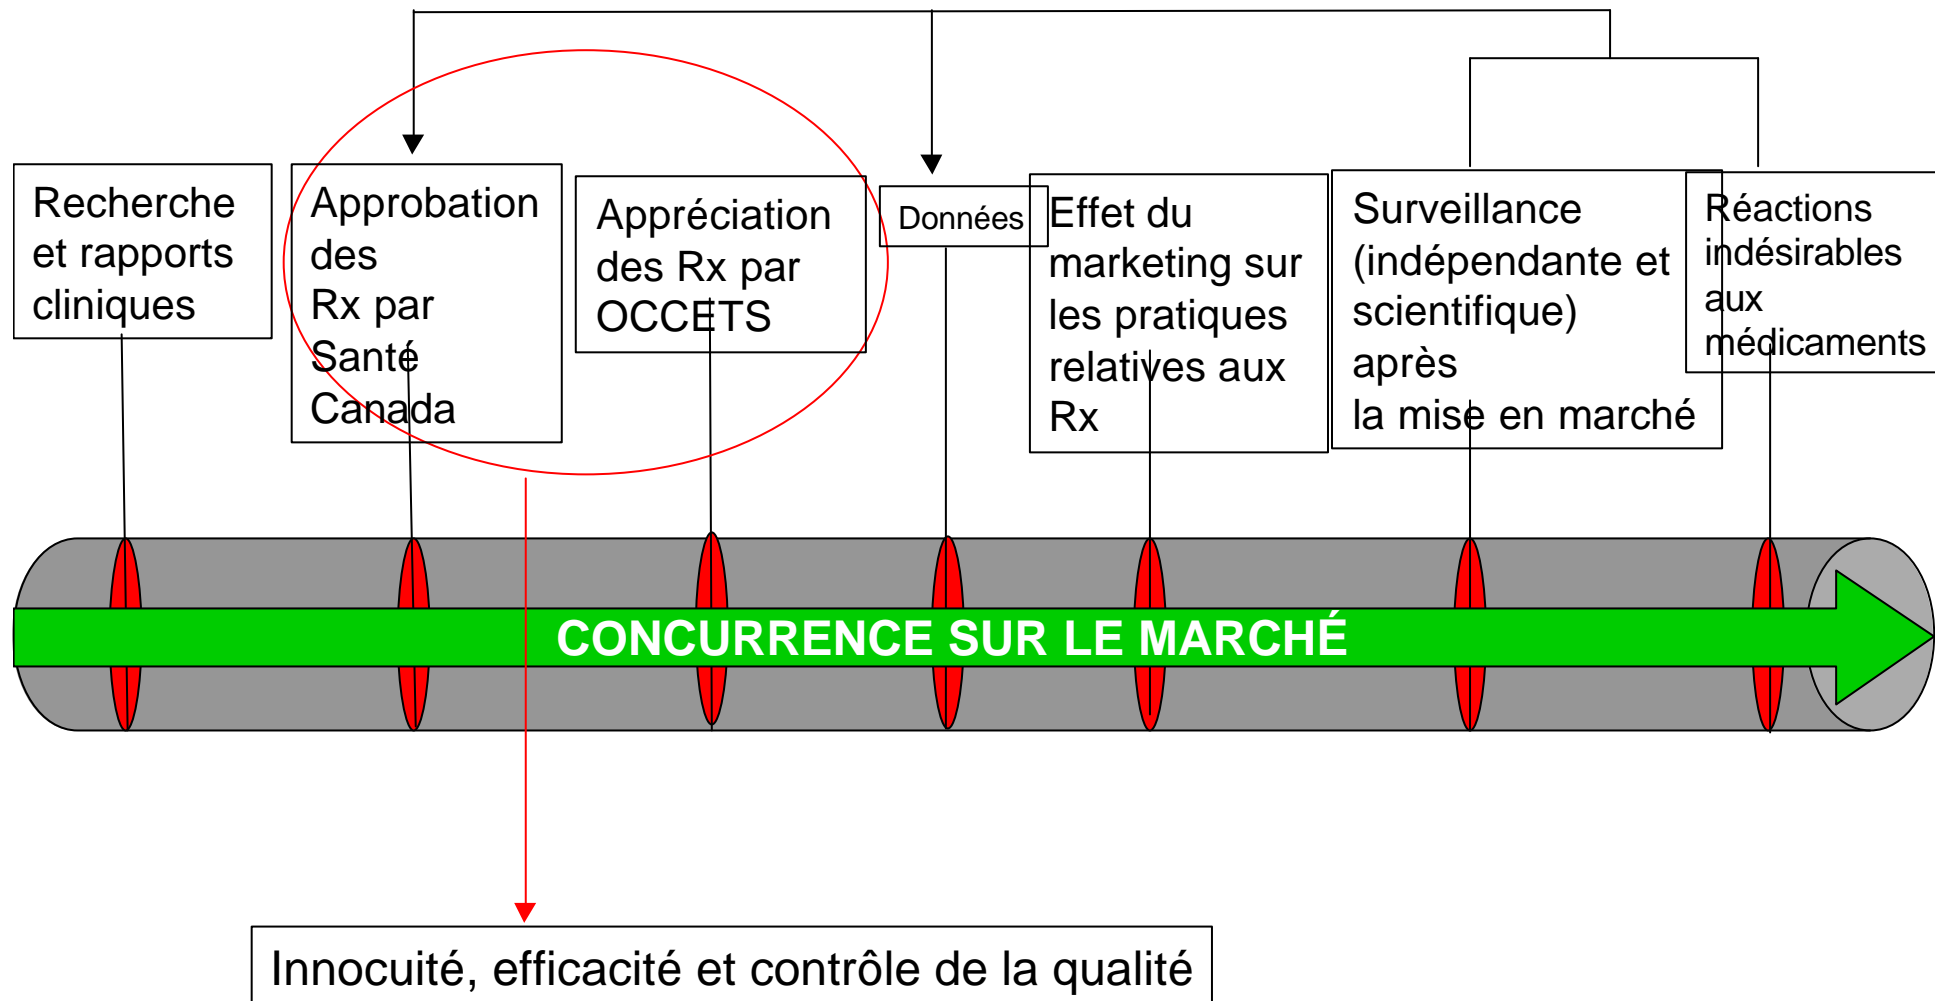 Recherche
et rapports
cliniques
Approbation
des
Rx par
Santé
Canada
Appréciation
des Rx par
OCCETS
Données
Effet du
marketing sur
les pratiques
relatives aux
Rx
Surveillance
(indépendante et
scientifique)
après
la mise en marché
Réactions
indésirables
aux
médicaments
CONCURRENCE SUR LE MARCHÉ
Innocuité, efficacité et contrôle de la qualité